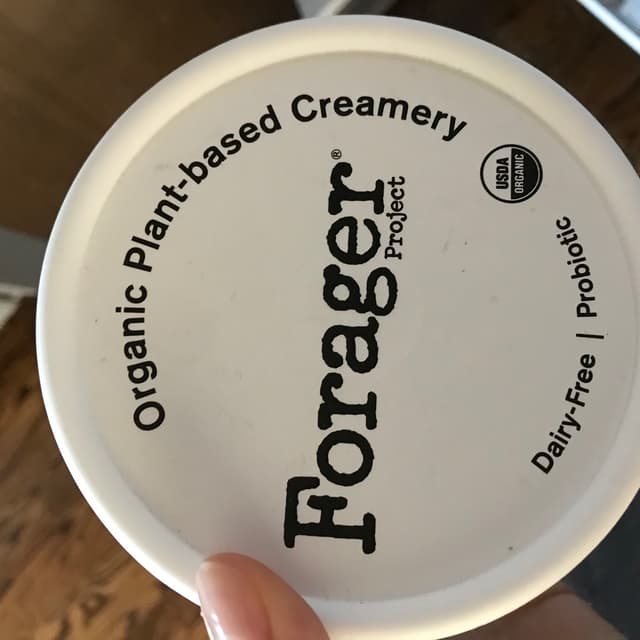 Organic Plant-based Creamery
Forager®
Project
USDA
ORGANIC
Dairy-Free | Probiotic